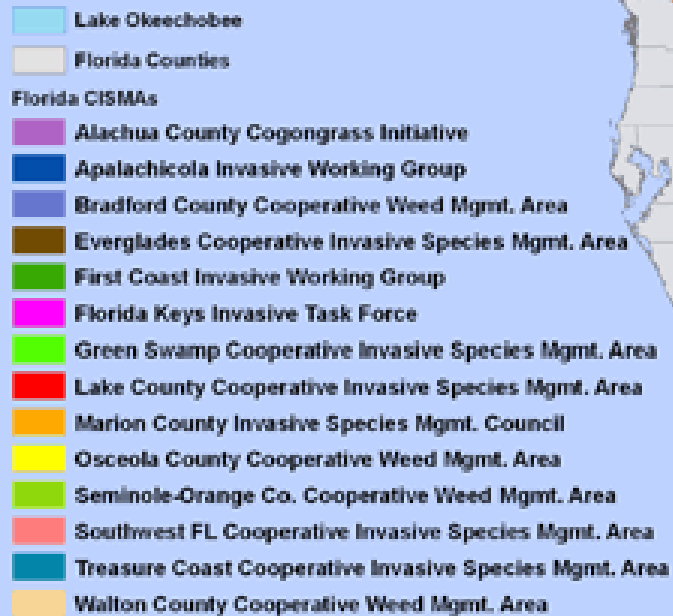 Lake Okeechobee
Florida Counties
Florida CISMAs
Alachua County Cogongrass Initiative
Apalachicola Invasive Working Group
Bradford County Cooperative Weed Mgmt. Area
Everglades Cooperative Invasive Species Mgmt. Area
First Coast Invasive Working Group
Florida Keys Invasive Task Force
Green Swamp Cooperative Invasive Species Mgmt. Area
Lake County Cooperative Invasive Species Mgmt. Area
Marion County Invasive Species Mgmt. Council
Osceola County Cooperative Weed Mgmt. Area
Seminole-Orange Co. Cooperative Weed Mgmt. Area
Southwest FL Cooperative Invasive Species Mgmt. Area
Treasure Coast Cooperative Invasive Species Mgmt. Area
Walton County Cooperative Weed Mgmt. Area